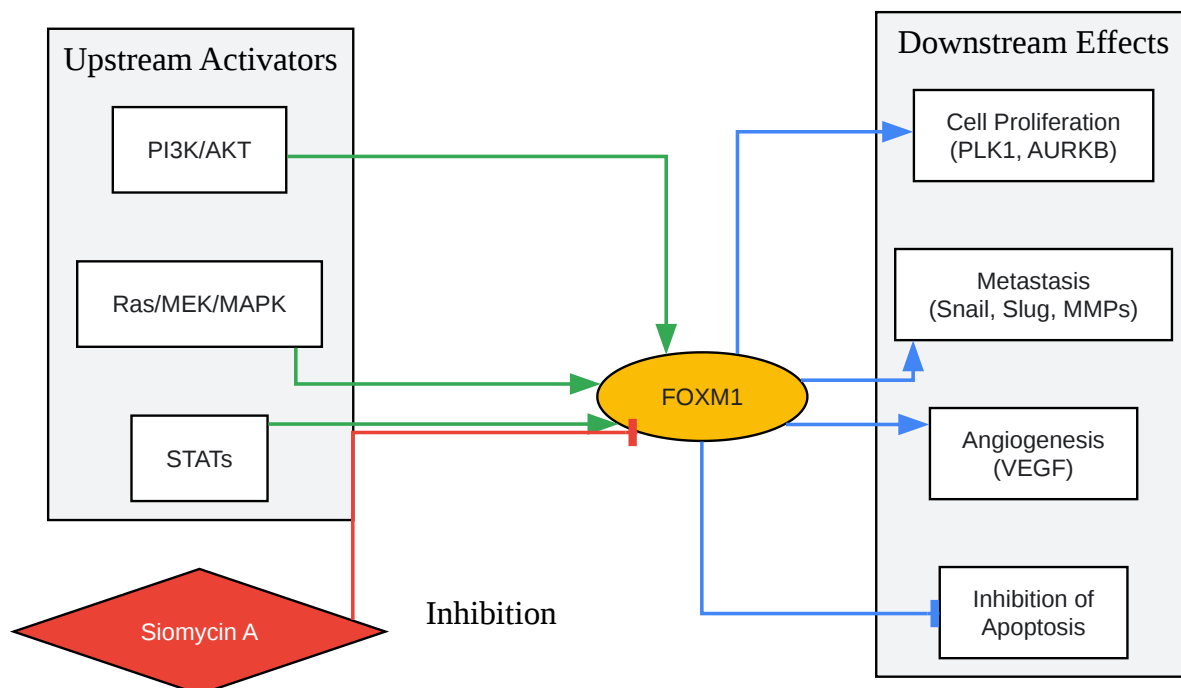 Upstream Activators
PI3K/AKT
Ras/MEK/MAPK
STATs
Siomycin A
Inhibition
FOXM1
Downstream Effects
Cell Proliferation
(PLK1, AURKB)
Metastasis
(Snail, Slug, MMPs)
Angiogenesis
(VEGF)
Inhibition of
Apoptosis